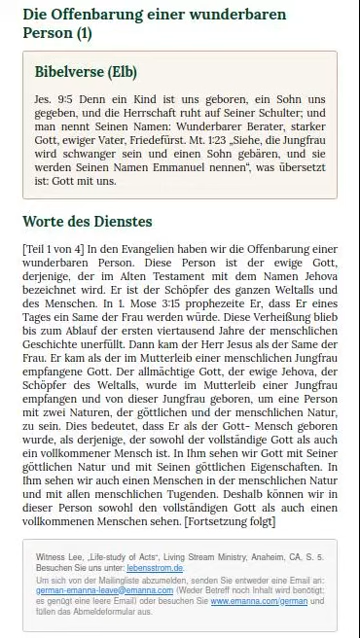 Die Offenbarung einer wunderbaren
Person (1)
Bibelverse (Elb)
Jes. 9:5 Denn ein Kind ist uns geboren, ein Sohn uns
gegeben, und die Herrschaft ruht auf Seiner Schulter; und
man nennt Seinen Namen: Wunderbarer Berater, starker
Gott, ewiger Vater, Friedefürst. Mt. 1:23 „Siehe, die Jungfrau
wird schwanger sein und einen Sohn gebären, und sie
werden Seinen Namen Emmanuel nennen“, was übersetzt
ist: Gott mit uns.
Worte des Dienstes
[Teil 1 von 4] In den Evangelien haben wir die Offenbarung einer
wunderbaren Person. Diese Person ist der ewige Gott,
derjenige, der im Alten Testament mit dem Namen Jehova
bezeichnet wird. Er ist der Schöpfer des ganzen Weltalls und
des Menschen. In 1. Mose 3:15 prophezeite Er, dass Er eines
Tages ein Same der Frau werden würde. Diese Verheißung blieb
bis zum Ablauf der ersten viertausend Jahre der menschlichen
Geschichte unerfüllt. Dann kam der Herr Jesus als der Same der
Frau. Er kam als der im Mutterleib einer menschlichen Jungfrau
empfangene Gott. Der allmächtige Gott, der ewige Jehova, der
Schöpfer des Weltalls, wurde im Mutterleib einer Jungfrau
empfangen und von dieser Jungfrau geboren, um eine Person
mit zwei Naturen, der göttlichen und der menschlichen Natur,
zu sein. Dies bedeutet, dass Er als der Gott- Mensch geboren
wurde, als derjenige, der sowohl der vollständige Gott als auch
ein vollkommener Mensch ist. In Ihm sehen wir Gott mit Seiner
göttlichen Natur und mit Seinen göttlichen Eigenschaften. In
Ihm sehen wir auch einen Menschen in der menschlichen Natur
und mit allen menschlichen Tugenden. Deshalb können wir in
dieser Person sowohl den vollständigen Gott als auch einen
vollkommenen Menschen sehen. [Fortsetzung folgt]
Witness Lee, „Life-study of Acts“, Living Stream Ministry, Anaheim, CA, S. 5.
Besuchen Sie uns unter: lebensstrom.de.
Um sich von der Mailingliste abzumelden, senden Sie entweder eine Email an:
german-emanna-leave@emanna.com (Weder Betreff noch Inhalt wird benötigt;
es genügt eine leere Email) oder besuchen Sie www.emanna.com/german und
füllen das Abmeldeformular aus.